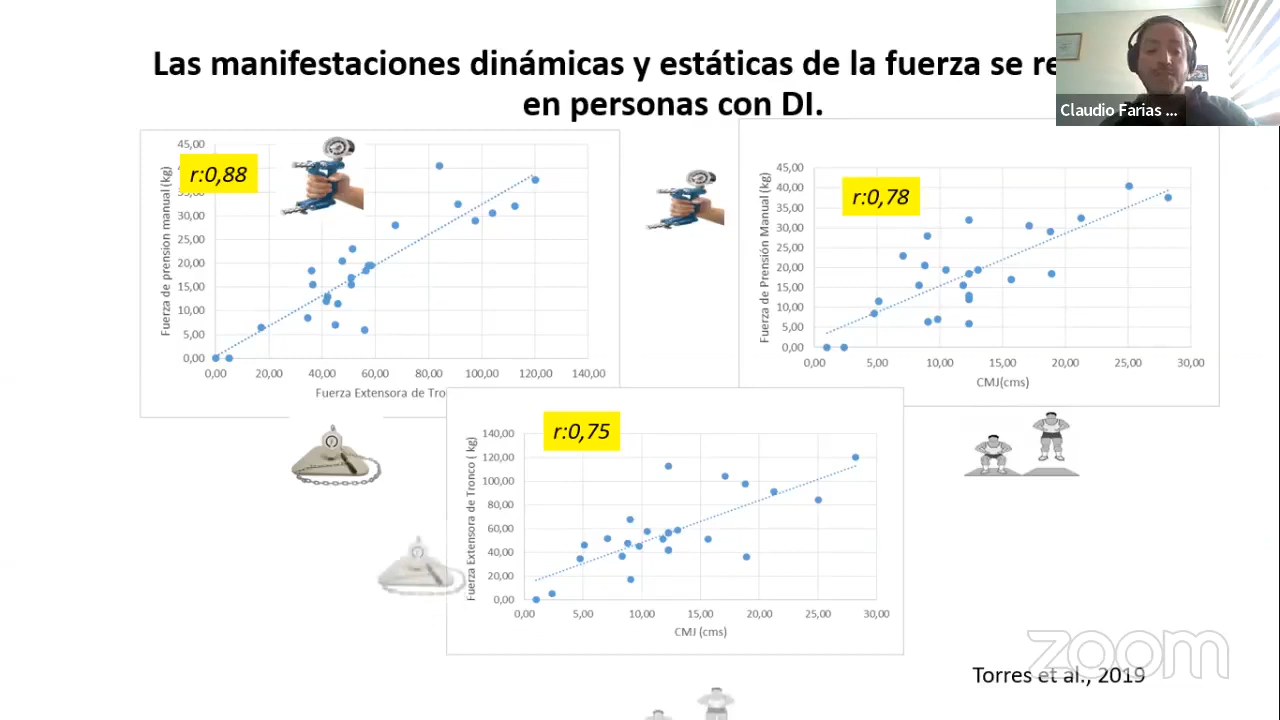 Las manifestaciones dinámicas y estáticas de la fuerza se
en personas con DI.
Claudio Farias ...
r:0,88
Fuerza de prension manual (kg)
45,00
30,00
25,00
20,00
15,00
10,00
5,00
0,00
0,00 20,00 40,00 60,00 80,00 100,00 120,00 140,00
Fuerza Extensora de
r:0,78
Fuerza de Prensión Manual (kg)
45,00
40,00
35,00
30,00
25,00
20,00
15,00
10,00
5,00
0,00
0,00 5,00 10,00 15,00 20,00 25,00 30,00
CMJ(cms)
r:0,75
Fuerza Extensora de Tronco ( kg)
140,00
120,00
100,00
80,00
60,00
40,00
20,00
0,00
0,00 5,00 10,00 15,00 20,00 25,00 30,00
CMJ (cms)
Torres et al., 2019
zoom